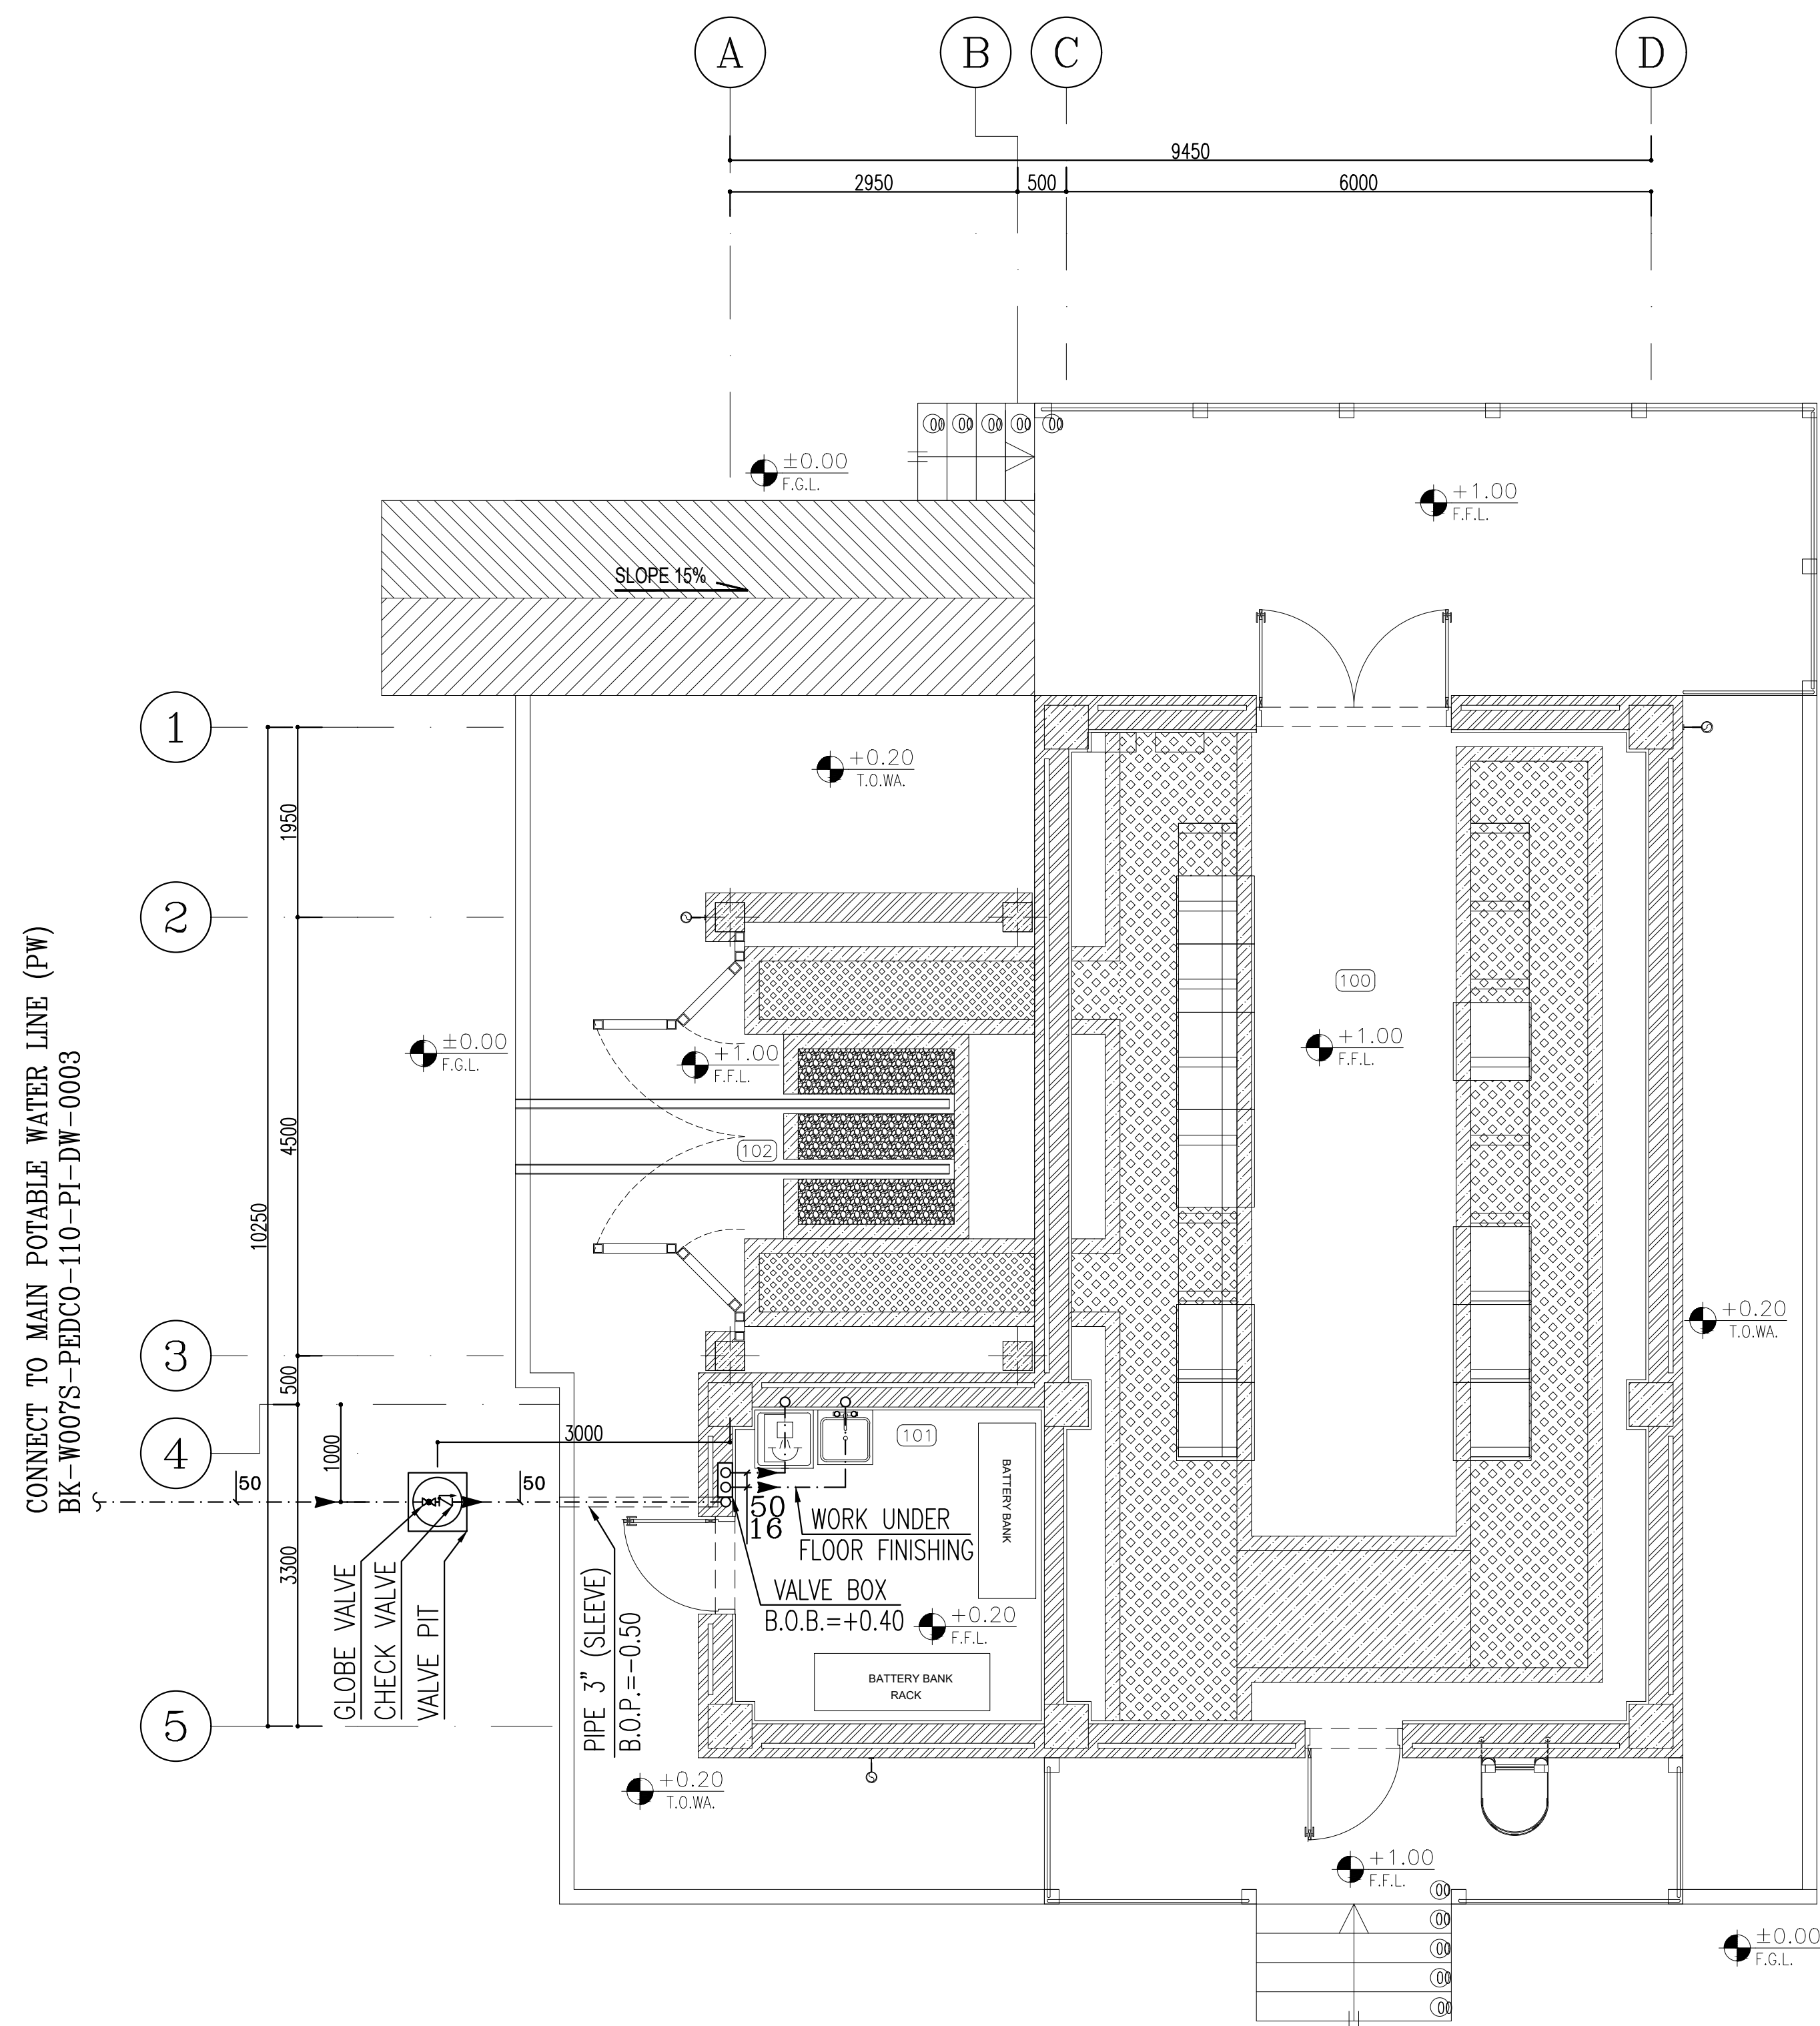 A
B
C
D
9450
2950
500
6000
±0.00
F.G.L.
+1.00
F.F.L.
SLOPE 15%
1
+0.20
T.O.WA.
1950
2
100
±0.00
F.G.L.
+1.00
F.F.L.
+1.00
F.F.L.
102
4500
10250
3
+0.20
T.O.WA.
500
4
1000
3000
101
50
50
50
16
BATTERY BANK
WORK UNDER
FLOOR FINISHING
CONNECT TO MAIN POTABLE WATER LINE (PW)
BK-W007S-PEDCO-110-PI-DW-0003
3300
GLOBE VALVE
CHECK VALVE
VALVE PIT
PIPE 3" (SLEEVE)
B.O.P.=-0.50
VALVE BOX
B.O.B.=+0.40
+0.20
F.F.L.
BATTERY BANK
RACK
5
+0.20
T.O.WA.
+1.00
F.F.L.
±0.00
F.G.L.